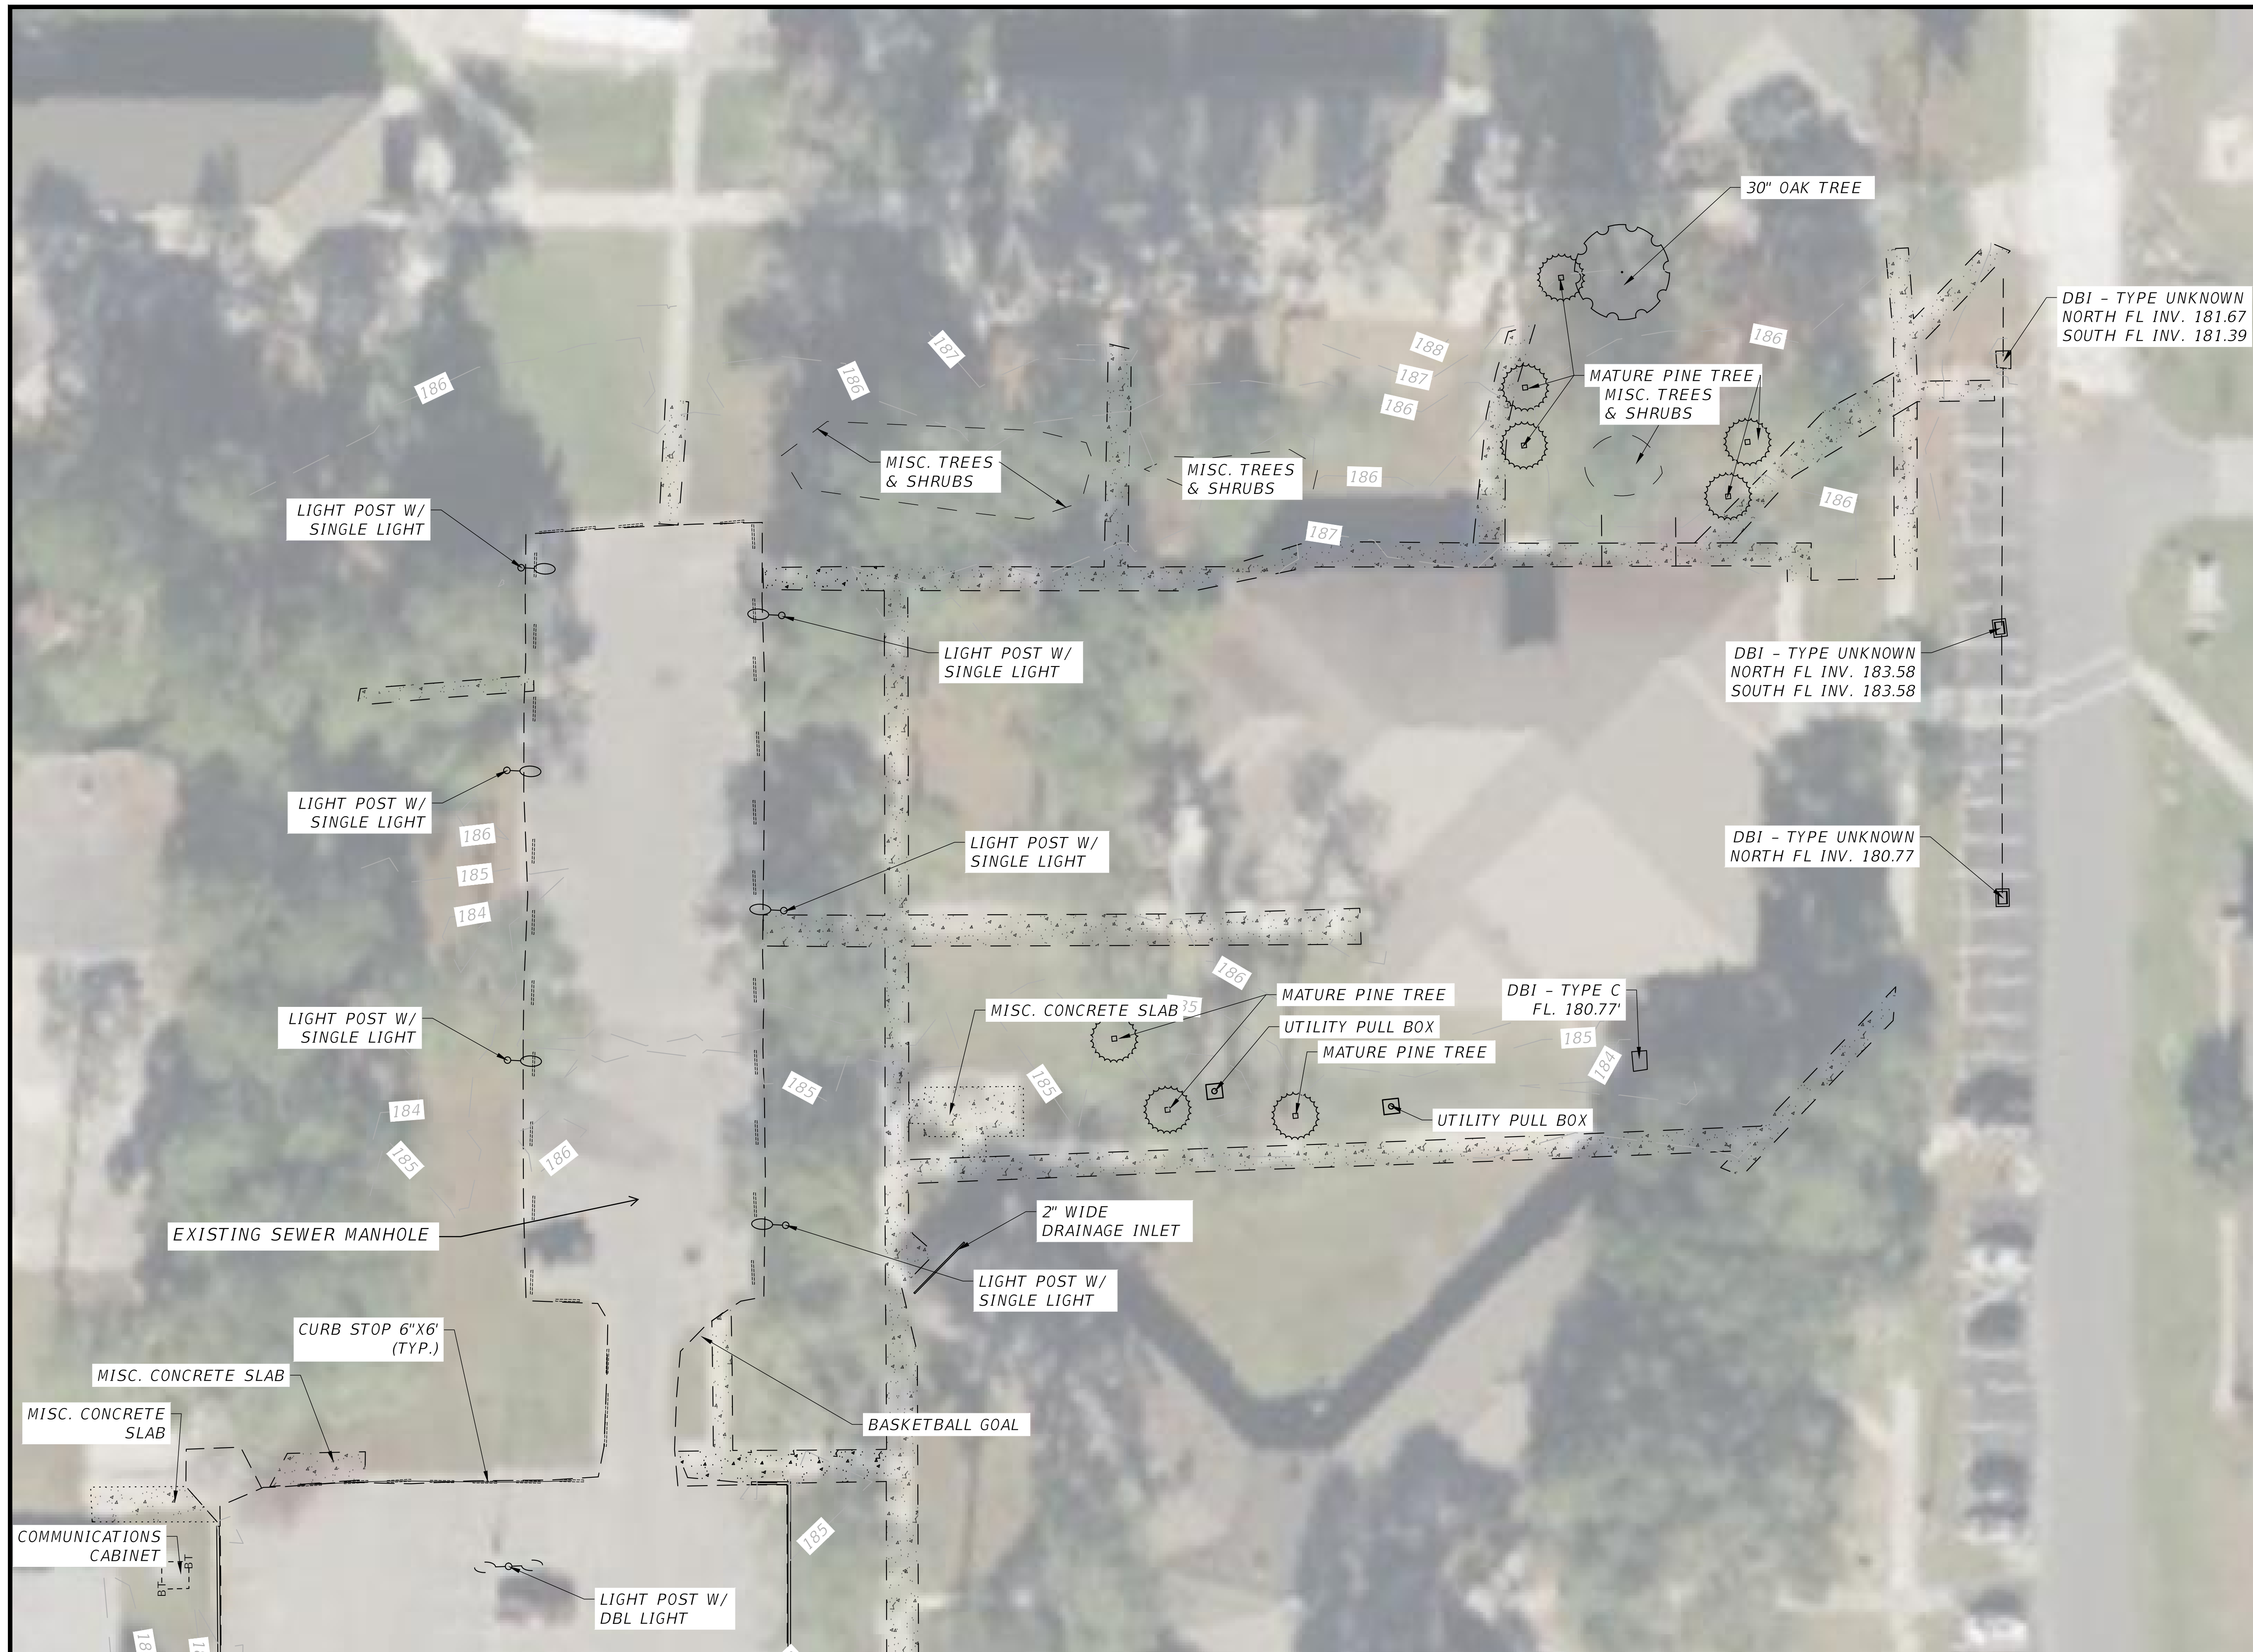 30" OAK TREE
DBI - TYPE UNKNOWN
NORTH FL INV. 181.67
SOUTH FL INV. 181.39
186
187
186
188
187
186
186
MATURE PINE TREE
MISC. TREES
& SHRUBS
MISC. TREES
& SHRUBS
MISC. TREES
& SHRUBS
186
186
187
LIGHT POST W/
SINGLE LIGHT
LIGHT POST W/
SINGLE LIGHT
DBI - TYPE UNKNOWN
NORTH FL INV. 183.58
SOUTH FL INV. 183.58
LIGHT POST W/
SINGLE LIGHT
186
185
184
LIGHT POST W/
SINGLE LIGHT
DBI - TYPE UNKNOWN
NORTH FL INV. 180.77
186
MISC. CONCRETE SLAB
MATURE PINE TREE
UTILITY PULL BOX
MATURE PINE TREE
DBI - TYPE C
FL. 180.77'
185
184
LIGHT POST W/
SINGLE LIGHT
185
185
184
185
186
UTILITY PULL BOX
EXISTING SEWER MANHOLE
2" WIDE
DRAINAGE INLET
LIGHT POST W/
SINGLE LIGHT
CURB STOP 6"X6'
(TYP.)
MISC. CONCRETE SLAB
MISC. CONCRETE
SLAB
BASKETBALL GOAL
COMMUNICATIONS
CABINET
BT
BT
185
LIGHT POST W/
DBL LIGHT